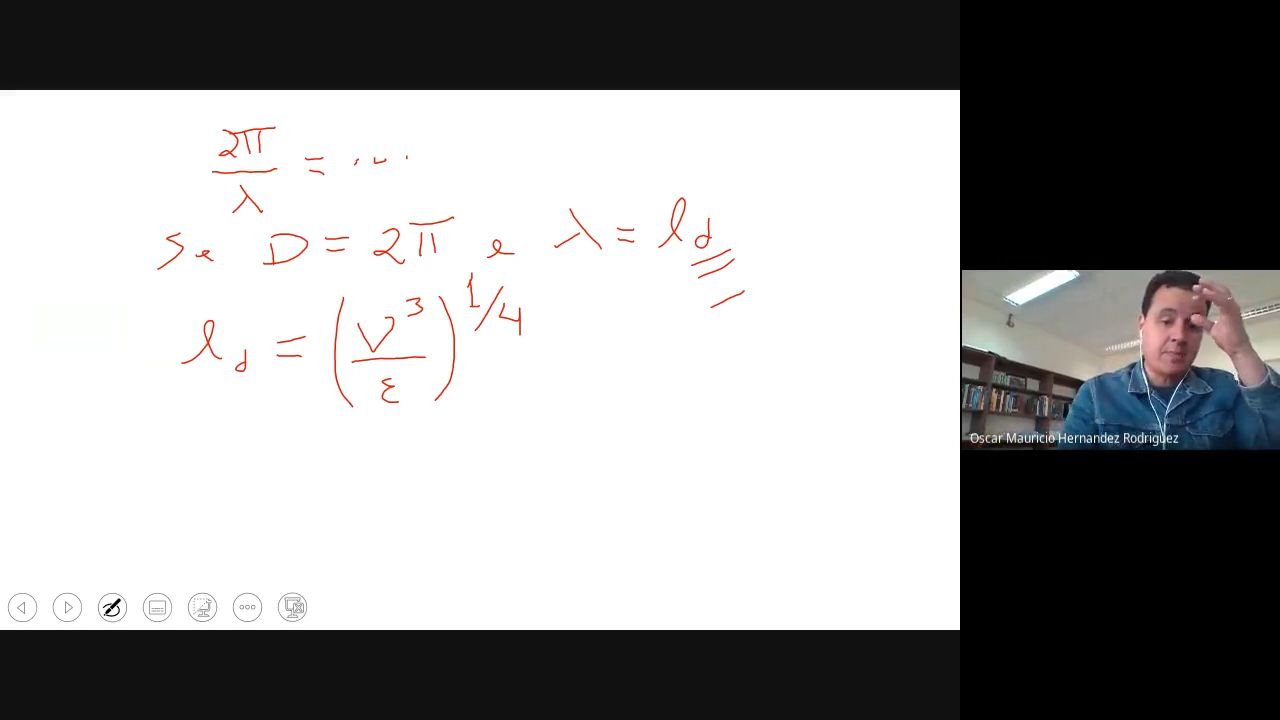 2π/λ = ...
Se D = 2π e λ = l_d
l_d = (ν³/ε)^1/4
Oscar Mauricio Hernandez Rodriguez